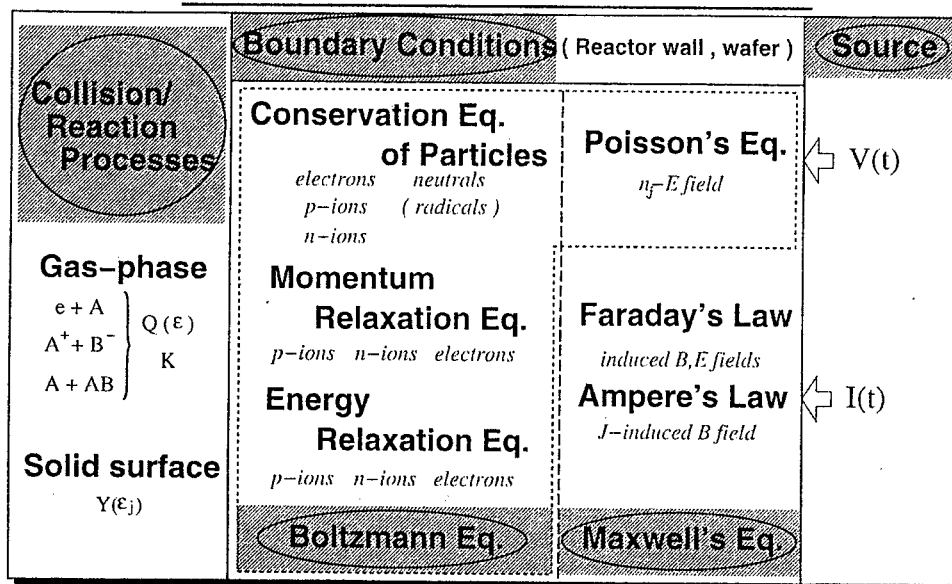 Collision/
Reaction
Processes
Gas-phase
e + A
A⁺ + B⁻
A + AB
Q (ε)
K
Solid surface
Y(εⱼ)
Boundary Conditions ( Reactor wall , wafer )
Conservation Eq.
of Particles
electrons neutrals
p-ions ( radicals )
n-ions
Momentum
Relaxation Eq.
p-ions n-ions electrons
Energy
Relaxation Eq.
p-ions n-ions electrons
Boltzmann Eq.
Poisson's Eq.
nⱼ-E field
Faraday's Law
induced B, E fields
Ampere's Law
J-induced B field
Maxwell's Eq.
Source
V(t)
I(t)